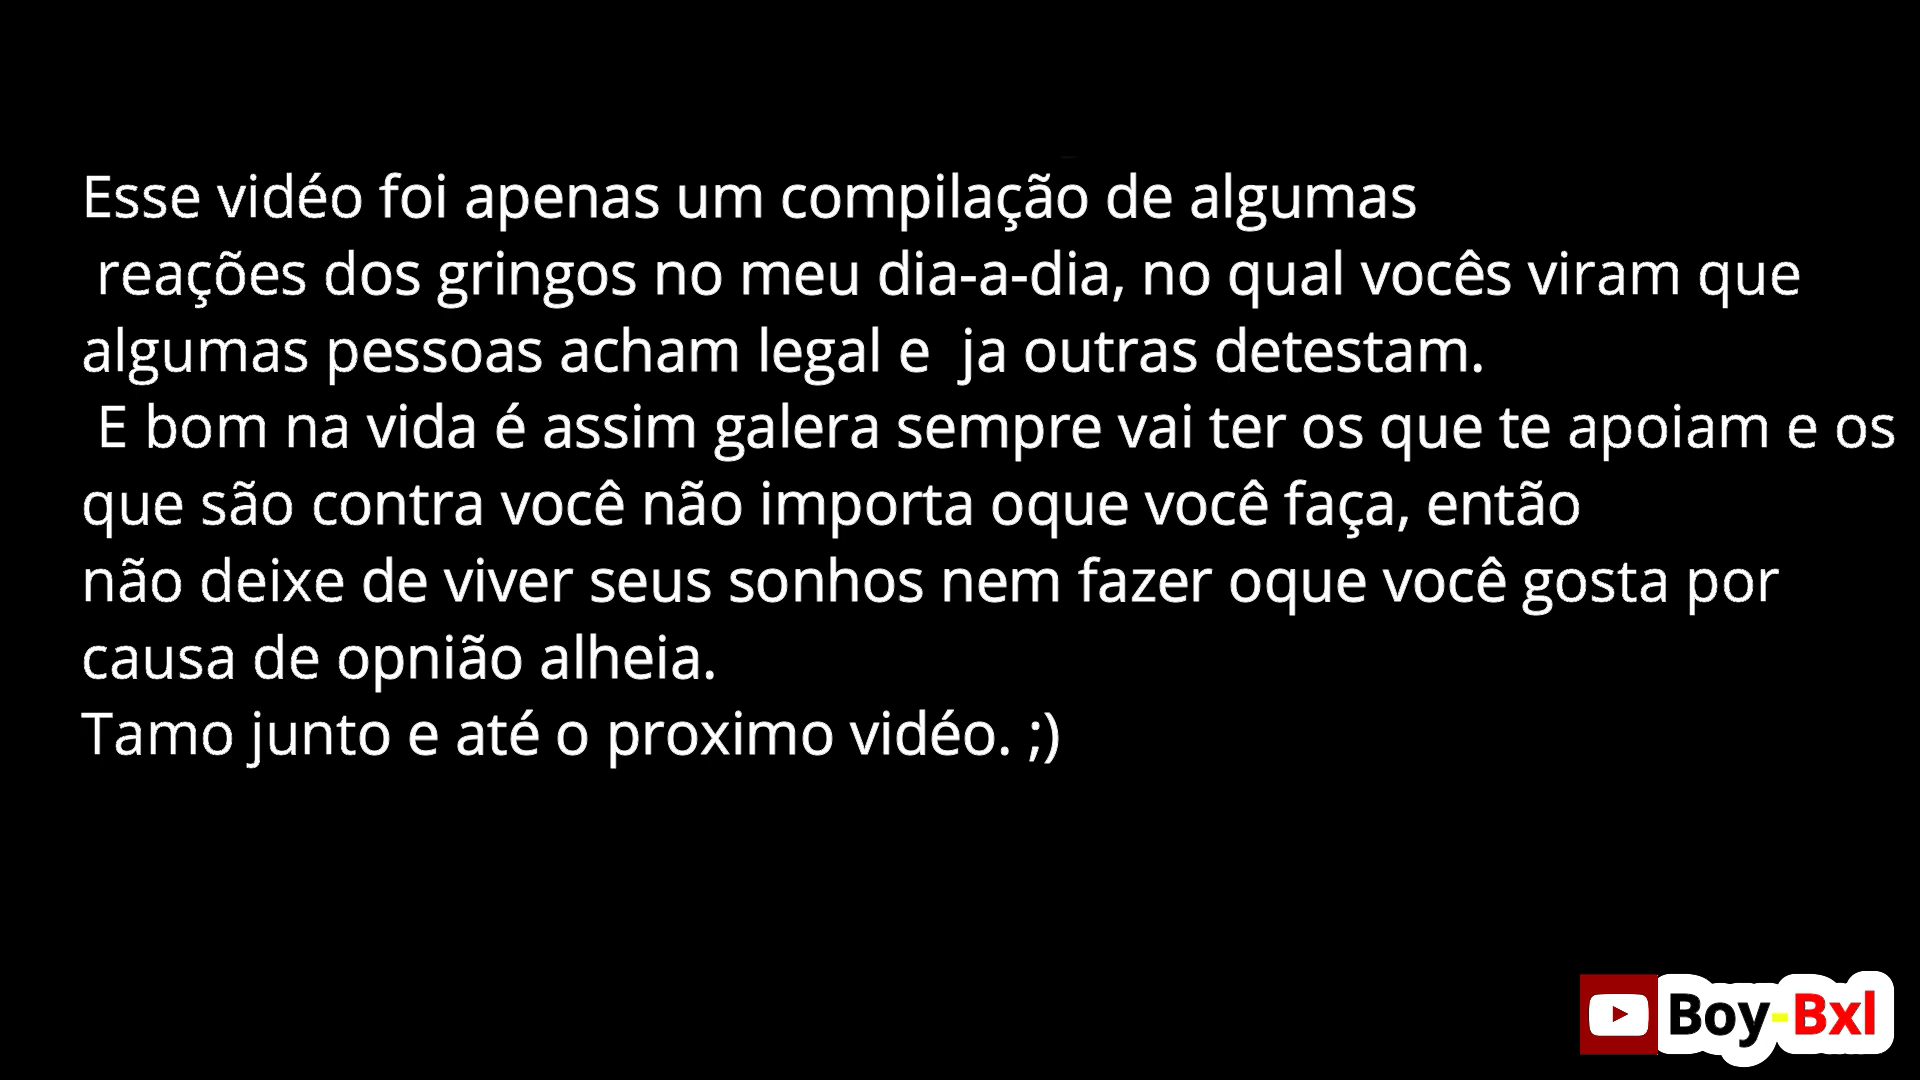 Esse vidéo foi apenas um compilação de algumas
reações dos gringos no meu dia-a-dia, no qual vocês viram que
algumas pessoas acham legal e  ja outras detestam.
E bom na vida é assim galera sempre vai ter os que te apoiam e os
que são contra você não importa oque você faça, então
não deixe de viver seus sonhos nem fazer oque você gosta por
causa de opnião alheia.
Tamo junto e até o proximo vidéo. ;)
Boy-Bxl